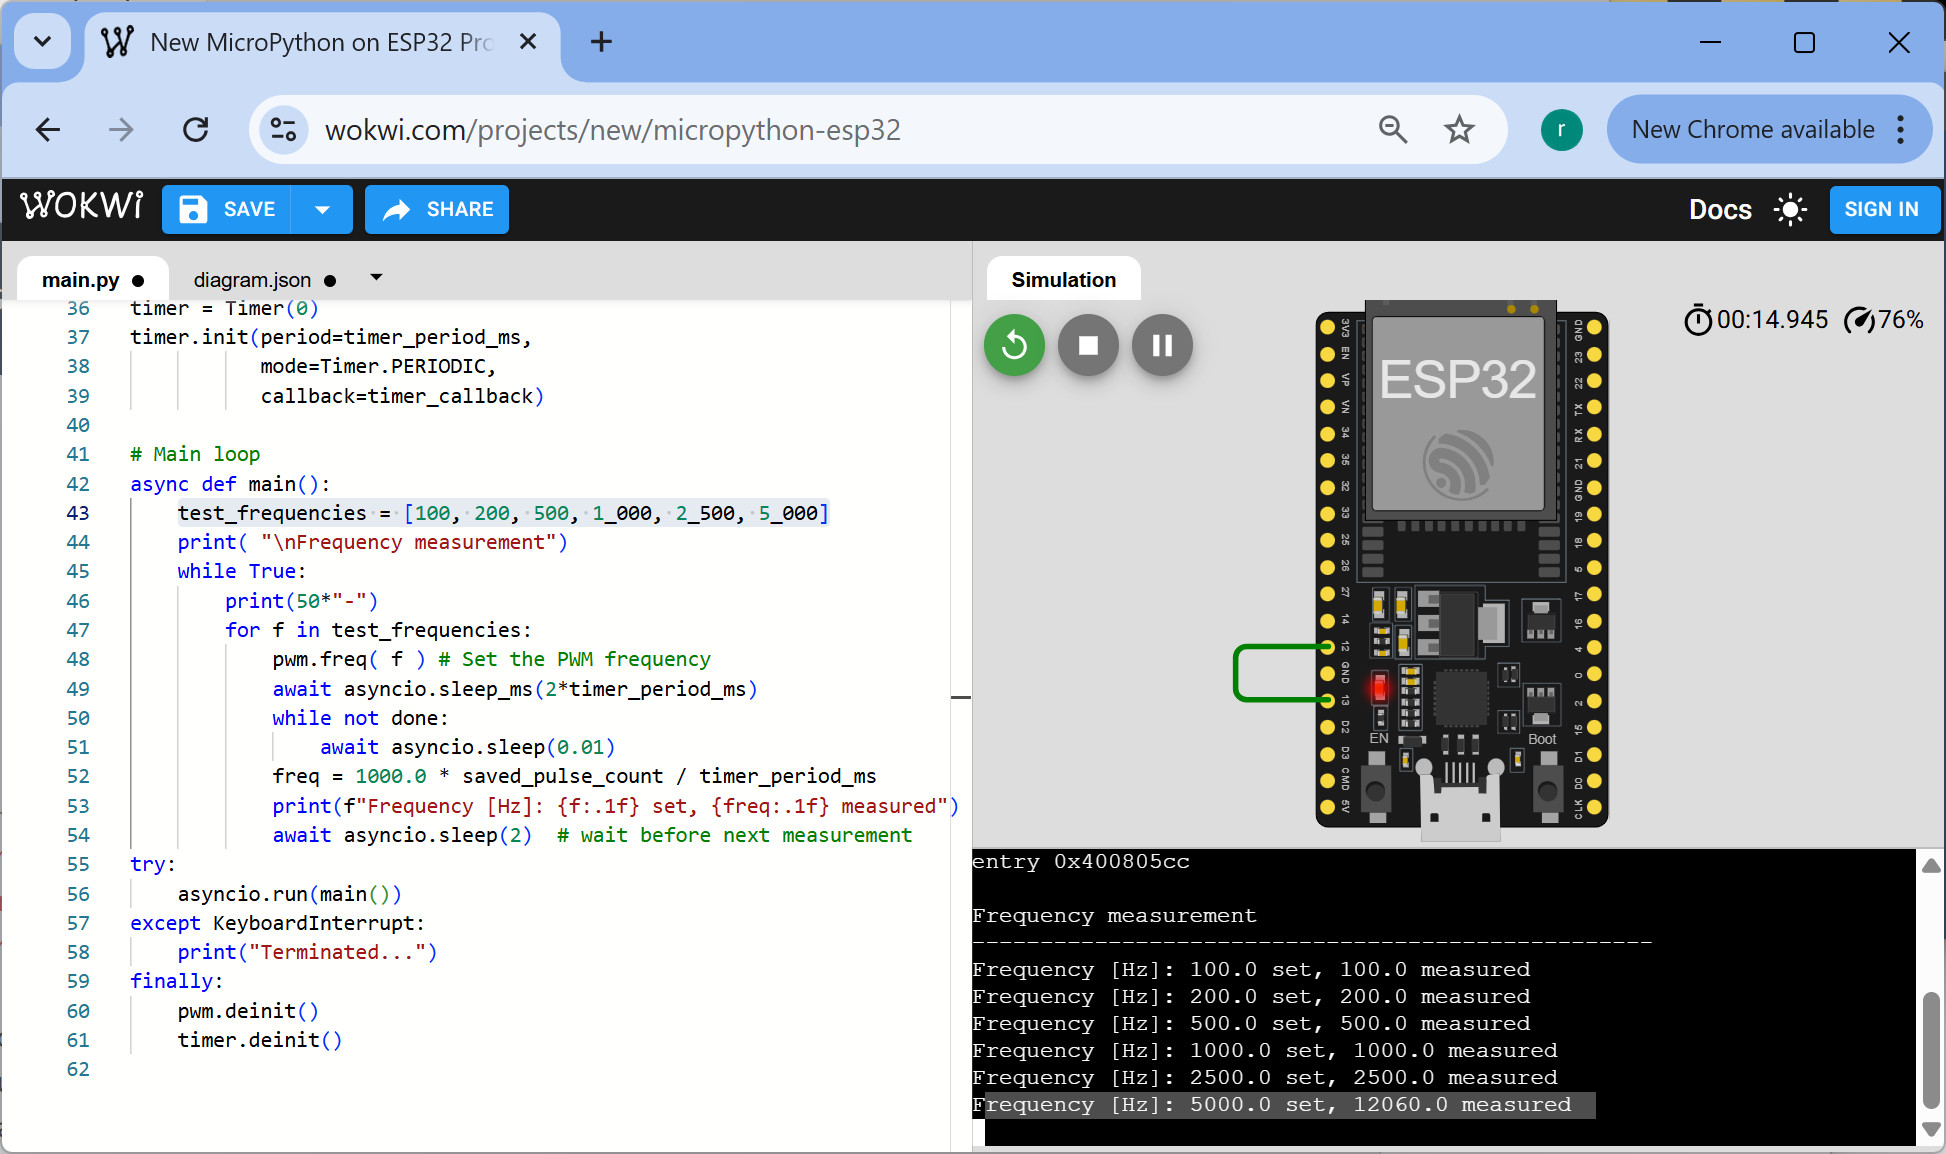 New MicroPython on ESP32 Pro
wokwi.com/projects/new/micropython-esp32
r
New Chrome available
WOKWI
SAVE
SHARE
Docs
SIGN IN
main.py
diagram.json
36 timer = Timer(0)
37 timer.init(period=timer_period_ms,
38 mode=Timer.PERIODIC,
39 callback=timer_callback)
40
41 # Main loop
42 async def main():
43 test_frequencies = [100, 200, 500, 1_000, 2_500, 5_000]
44 print( "\nFrequency measurement")
45 while True:
46 print(50*"-")
47 for f in test_frequencies:
48 pwm.freq( f ) # Set the PWM frequency
49 await asyncio.sleep_ms(2*timer_period_ms)
50 while not done:
51 await asyncio.sleep(0.01)
52 freq = 1000.0 * saved_pulse_count / timer_period_ms
53 print(f"Frequency [Hz]: {f:.1f} set, {freq:.1f} measured")
54 await asyncio.sleep(2) # wait before next measurement
55 try:
56 asyncio.run(main())
57 except KeyboardInterrupt:
58 print("Terminated...")
59 finally:
60 pwm.deinit()
61 timer.deinit()
62
Simulation
00:14.945
76%
ESP32
3V3
EN
VP
VN
34
35
32
33
25
26
27
14
12
GND
13
D2
D3
CMD
5V
GND
23
22
TX
RX
21
GND
19
18
5
17
16
4
0
2
15
D1
D0
CLK
EN
Boot
entry 0x400805cc
Frequency measurement
--------------------------------------------------
Frequency [Hz]: 100.0 set, 100.0 measured
Frequency [Hz]: 200.0 set, 200.0 measured
Frequency [Hz]: 500.0 set, 500.0 measured
Frequency [Hz]: 1000.0 set, 1000.0 measured
Frequency [Hz]: 2500.0 set, 2500.0 measured
Frequency [Hz]: 5000.0 set, 12060.0 measured